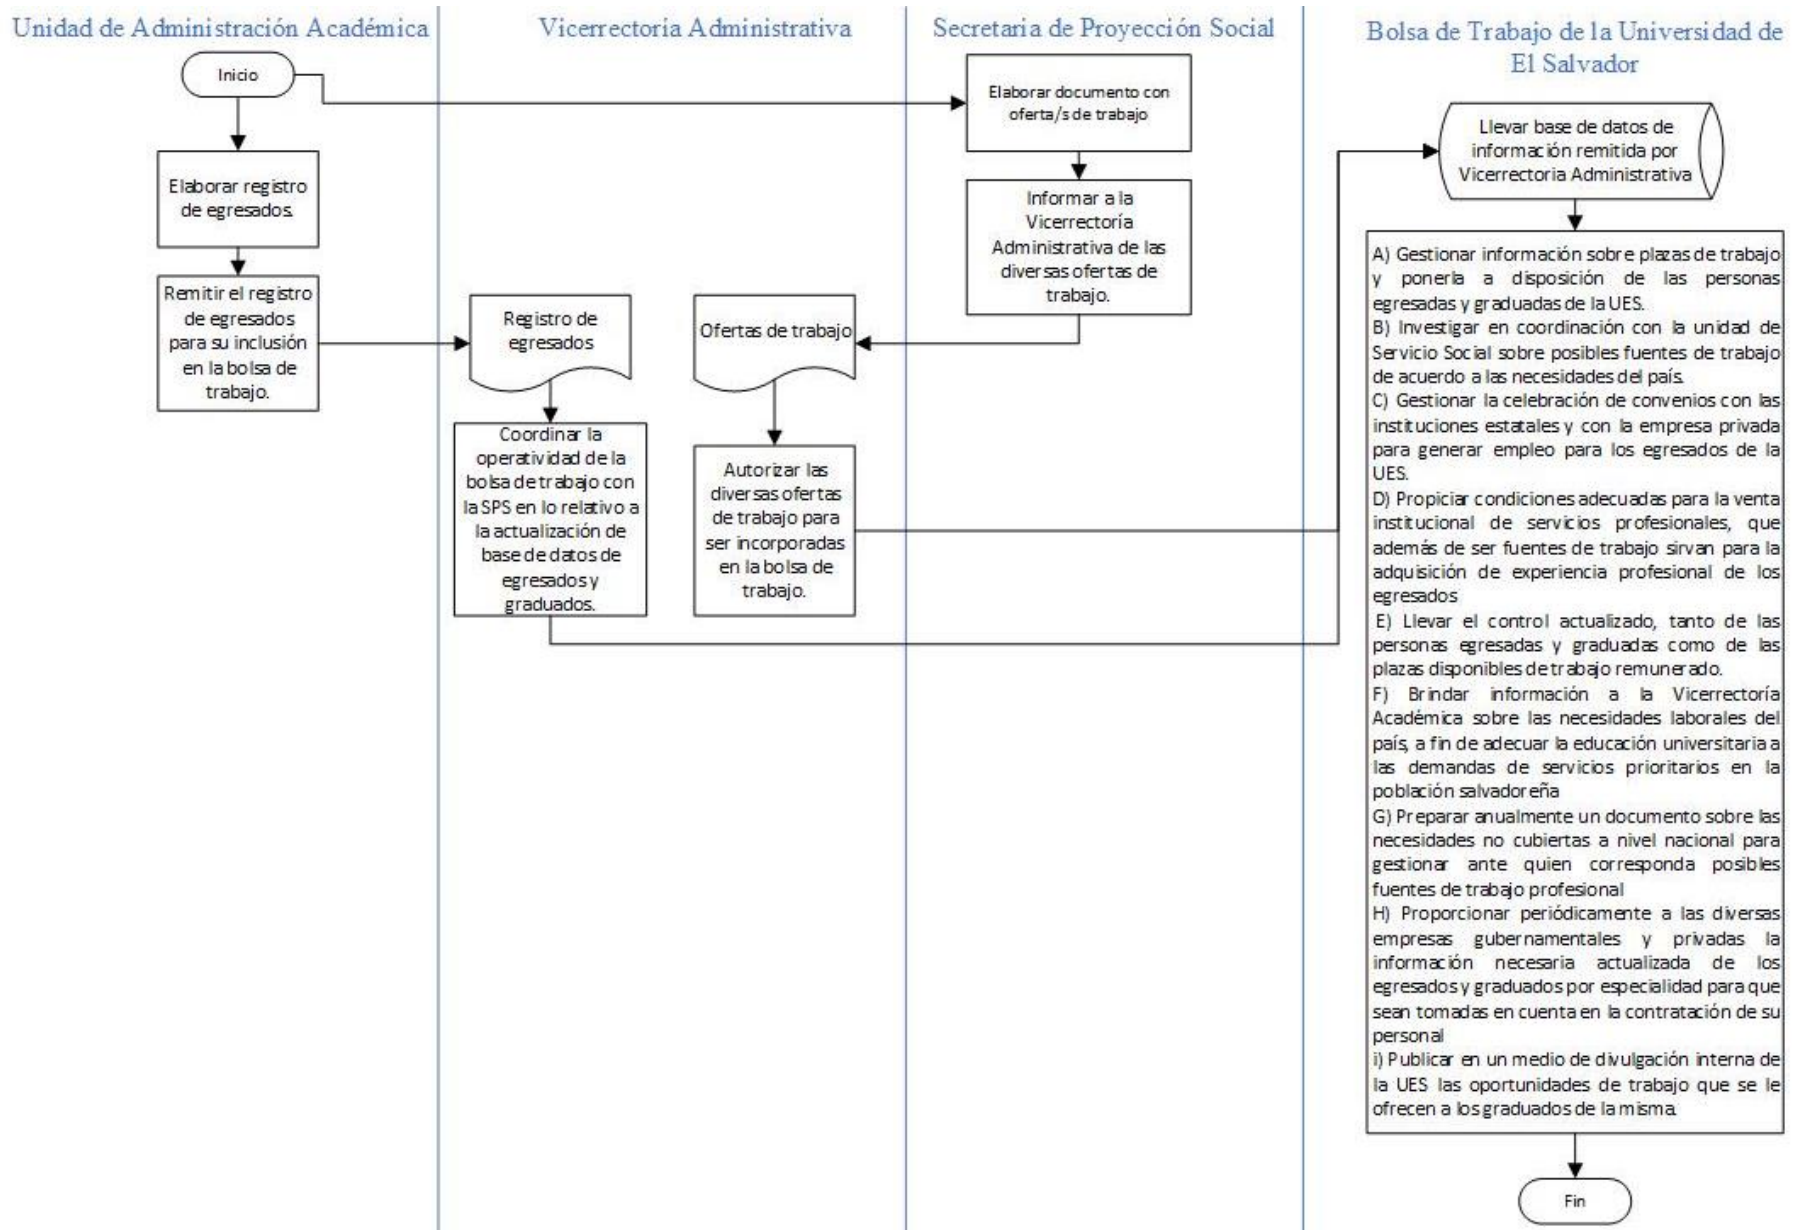 Unidad de Administración Académica
Vicerrectoria Administrativa
Secretaria de Proyección Social
Bolsa de Trabajo de la Universidad de
El Salvador
Inicio
Elaborar registro
de egresados.
Remitir el registro
de egresados
para su inclusión
en la bolsa de
trabajo.
Registro de
egresados
Coordinar la
operatividad de la
bolsa de trabajo con
la SPS en lo relativo a
la actualización de
base de datos de
egresados y
graduados.
Ofertas de trabajo
Autorizar las
diversas ofertas
de trabajo para
ser incorporadas
en la bolsa de
trabajo.
Elaborar documento con
oferta/s de trabajo
Informar a la
Vicerrectoría
Administrativa de las
diversas ofertas de
trabajo.
Llevar base de datos de
información remitida por
Vicerrectoria Administrativa
A) Gestionar información sobre plazas de trabajo
y ponerla a disposición de las personas
egresadas y graduadas de la UES.
B) Investigar en coordinación con la unidad de
Servicio Social sobre posibles fuentes de trabajo
de acuerdo a las necesidades del país.
C) Gestionar la celebración de convenios con las
instituciones estatales y con la empresa privada
para generar empleo para los egresados de la
UES.
D) Propiciar condiciones adecuadas para la venta
institucional de servicios profesionales, que
además de ser fuentes de trabajo sirvan para la
adquisición de experiencia profesional de los
egresados
E) Llevar el control actualizado, tanto de las
personas egresadas y graduadas como de las
plazas disponibles de trabajo remunerado.
F) Brindar información a la Vicerrectoría
Académica sobre las necesidades laborales del
país, a fin de adecuar la educación universitaria a
las demandas de servicios prioritarios en la
población salvadoreña
G) Preparar anualmente un documento sobre las
necesidades no cubiertas a nivel nacional para
gestionar ante quien corresponda posibles
fuentes de trabajo profesional
H) Proporcionar periódicamente a las diversas
empresas gubernamentales y privadas la
información necesaria actualizada de los
egresados y graduados por especialidad para que
sean tomadas en cuenta en la contratación de su
personal
i) Publicar en un medio de divulgación interna de
la UES las oportunidades de trabajo que se le
ofrecen a los graduados de la misma.
Fin